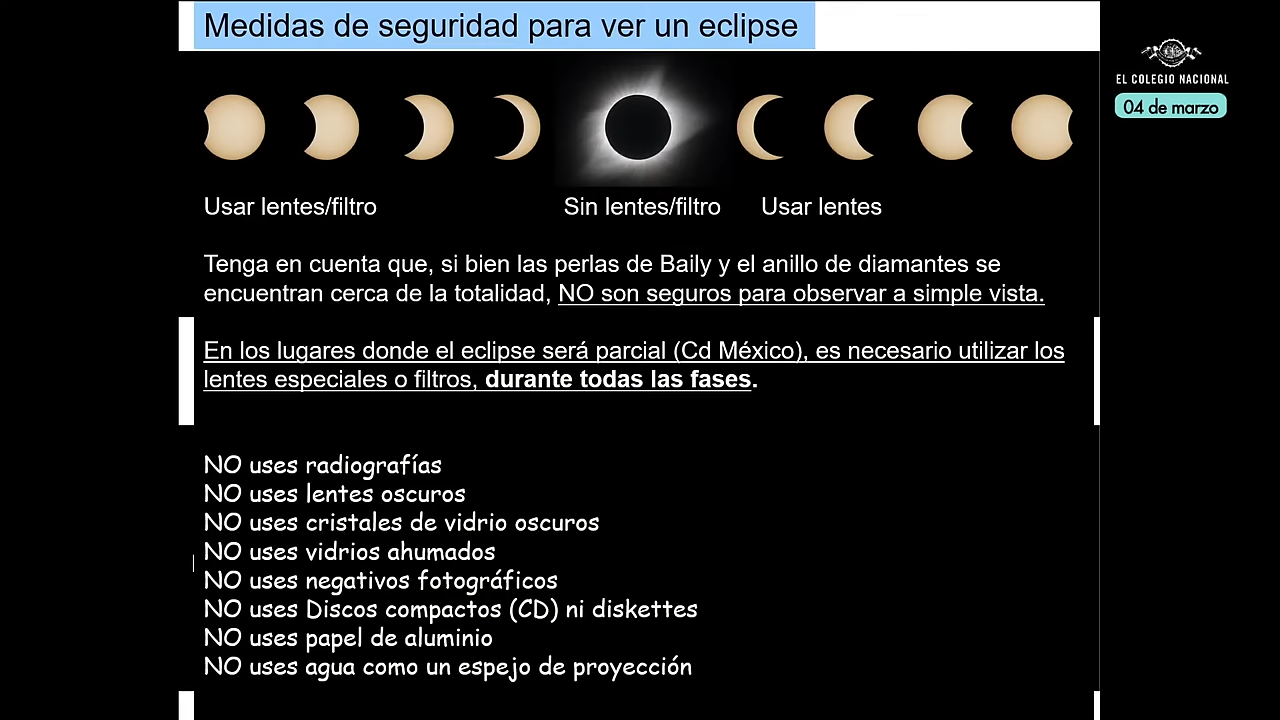 Medidas de seguridad para ver un eclipse
EL COLEGIO NACIONAL
04 de marzo
Usar lentes/filtro
Sin lentes/filtro
Usar lentes
Tenga en cuenta que, si bien las perlas de Baily y el anillo de diamantes se
encuentran cerca de la totalidad, NO son seguros para observar a simple vista.
En los lugares donde el eclipse será parcial (Cd México), es necesario utilizar los
lentes especiales o filtros, durante todas las fases.
NO uses radiografías
NO uses lentes oscuros
NO uses cristales de vidrio oscuros
NO uses vidrios ahumados
NO uses negativos fotográficos
NO uses Discos compactos (CD) ni diskettes
NO uses papel de aluminio
NO uses agua como un espejo de proyección